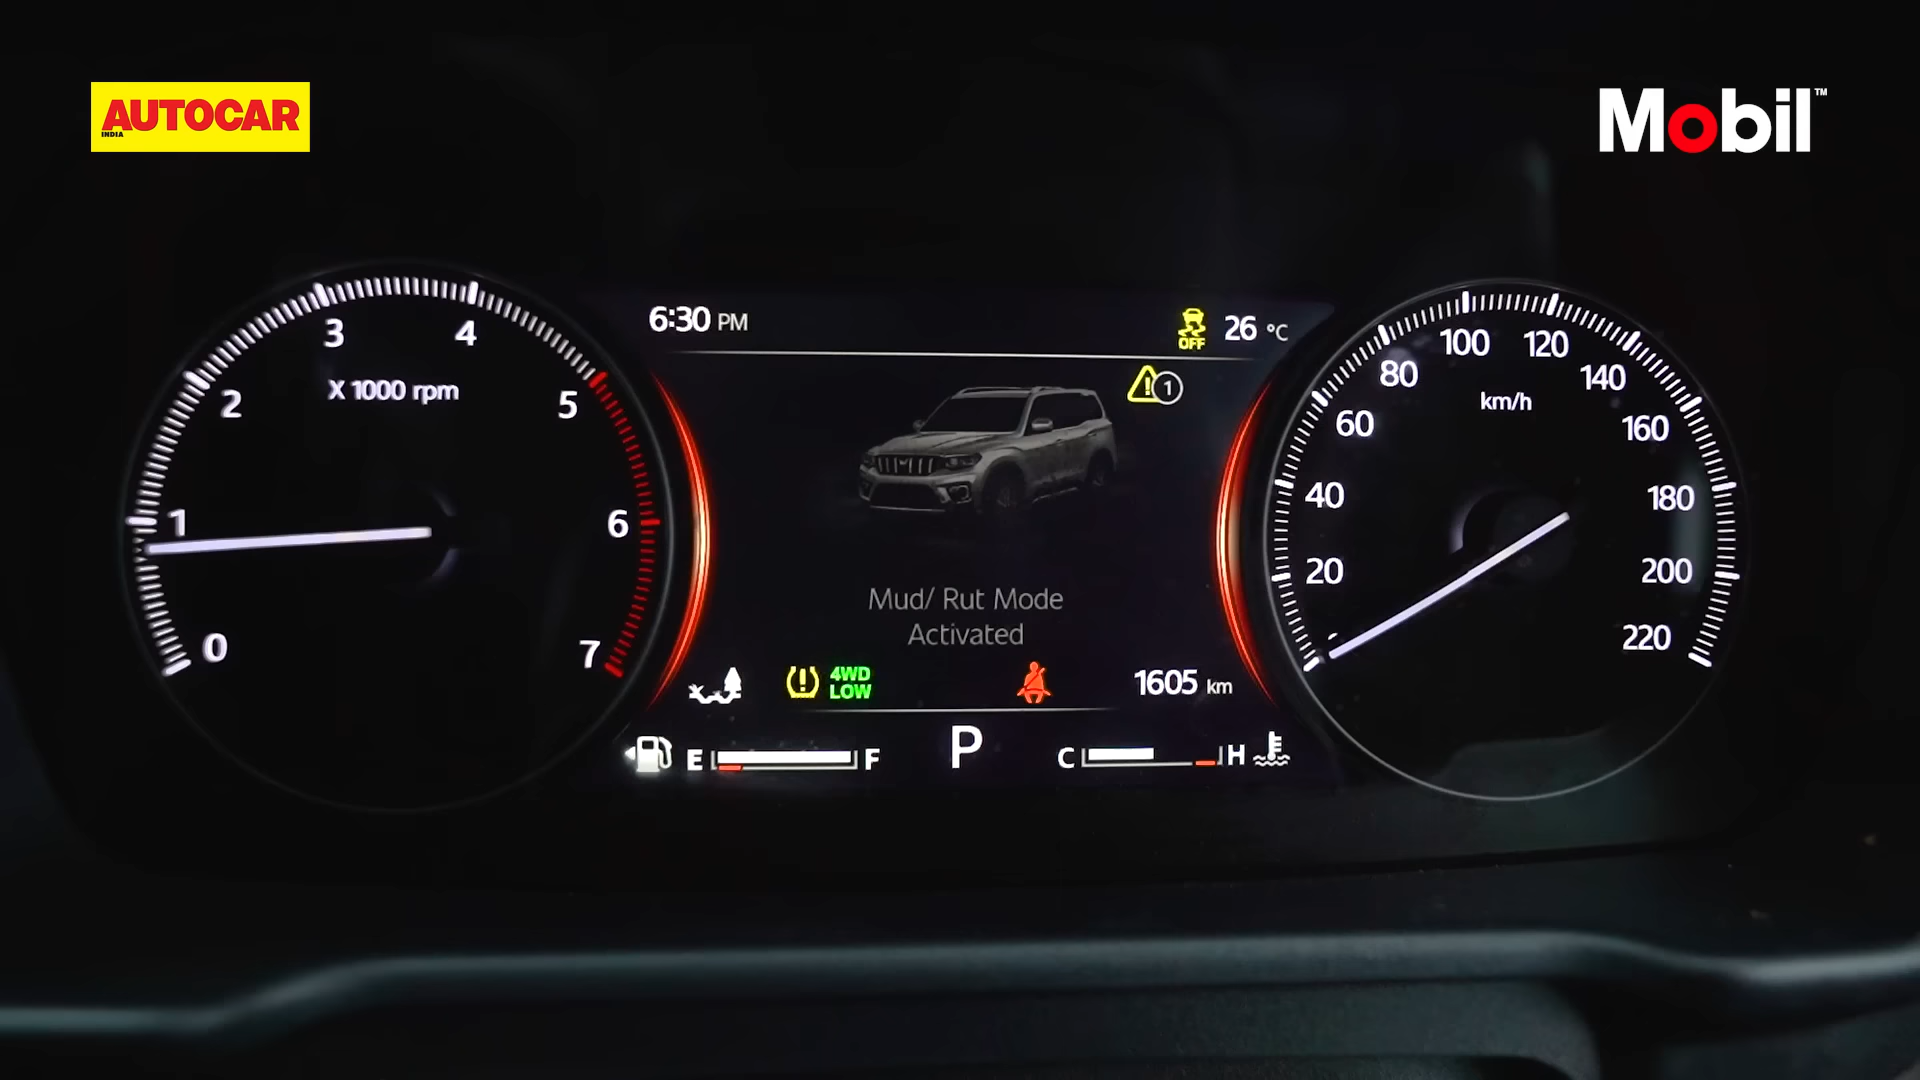 AUTOCAR
INDIA
Mobil™
6:30 PM
OFF
26 °C
1
X 1000 rpm
0
1
2
3
4
5
6
7
Mud/ Rut Mode
Activated
4WD
LOW
1605 km
E
F
P
C
H
km/h
20
40
60
80
100
120
140
160
180
200
220